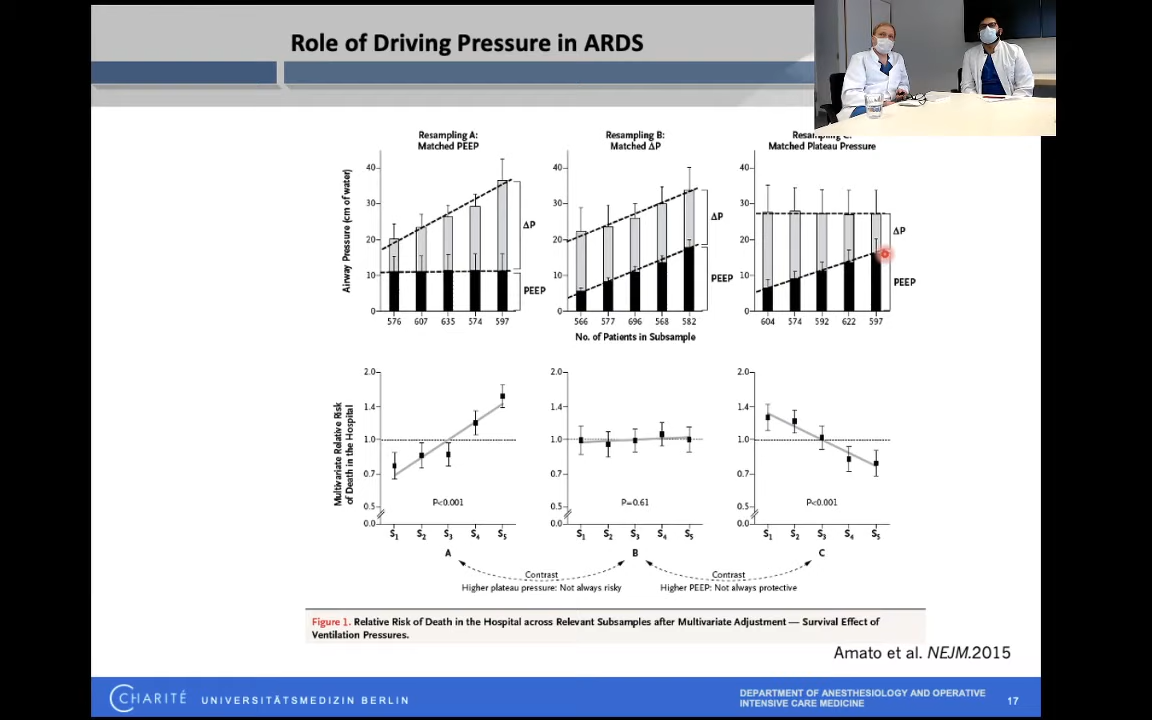 Role of Driving Pressure in ARDS
Resampling A:
Matched PEEP
Resampling B:
Matched ΔP
Matched Plateau Pressure
Airway Pressure (cm of water)
40
30
20
10
0
ΔP
PEEP
576 607 635 574 597
40
30
20
10
0
ΔP
PEEP
566 577 696 568 582
40
30
20
10
0
ΔP
PEEP
604 574 592 622 597
No. of Patients in Subsample
Multivariate Relative Risk
of Death in the Hospital
2.0
1.4
1.0
0.7
0.5
0.0
P<0.001
S1 S2 S3 S4 S5
A
2.0
1.4
1.0
0.7
0.5
0.0
P=0.61
S1 S2 S3 S4 S5
B
2.0
1.4
1.0
0.7
0.5
0.0
P<0.001
S1 S2 S3 S4 S5
C
Contrast
Higher plateau pressure: Not always risky
Contrast
Higher PEEP: Not always protective
Figure 1. Relative Risk of Death in the Hospital across Relevant Subsamples after Multivariate Adjustment — Survival Effect of
Ventilation Pressures.
Amato et al. NEJM.2015
CHARITÉ UNIVERSITÄTSMEDIZIN BERLIN
DEPARTMENT OF ANESTHESIOLOGY AND OPERATIVE
INTENSIVE CARE MEDICINE
17